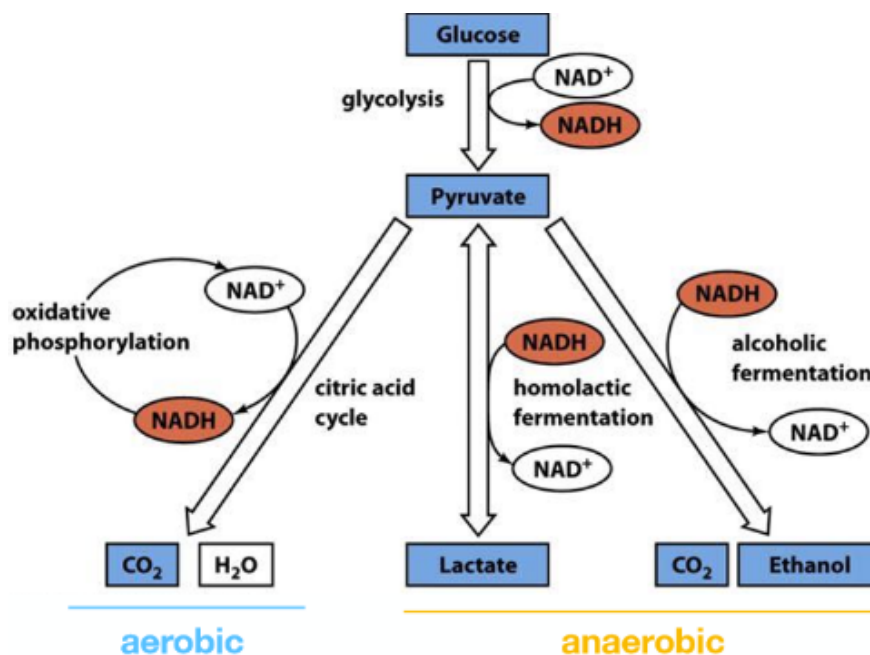 Glucose
NAD⁺
glycolysis
NADH
Pyruvate
NAD⁺
oxidative
phosphorylation
NADH
citric acid
cycle
NADH
homolactic
fermentation
NAD⁺
NADH
alcoholic
fermentation
NAD⁺
CO₂
H₂O
Lactate
CO₂
Ethanol
aerobic
anaerobic